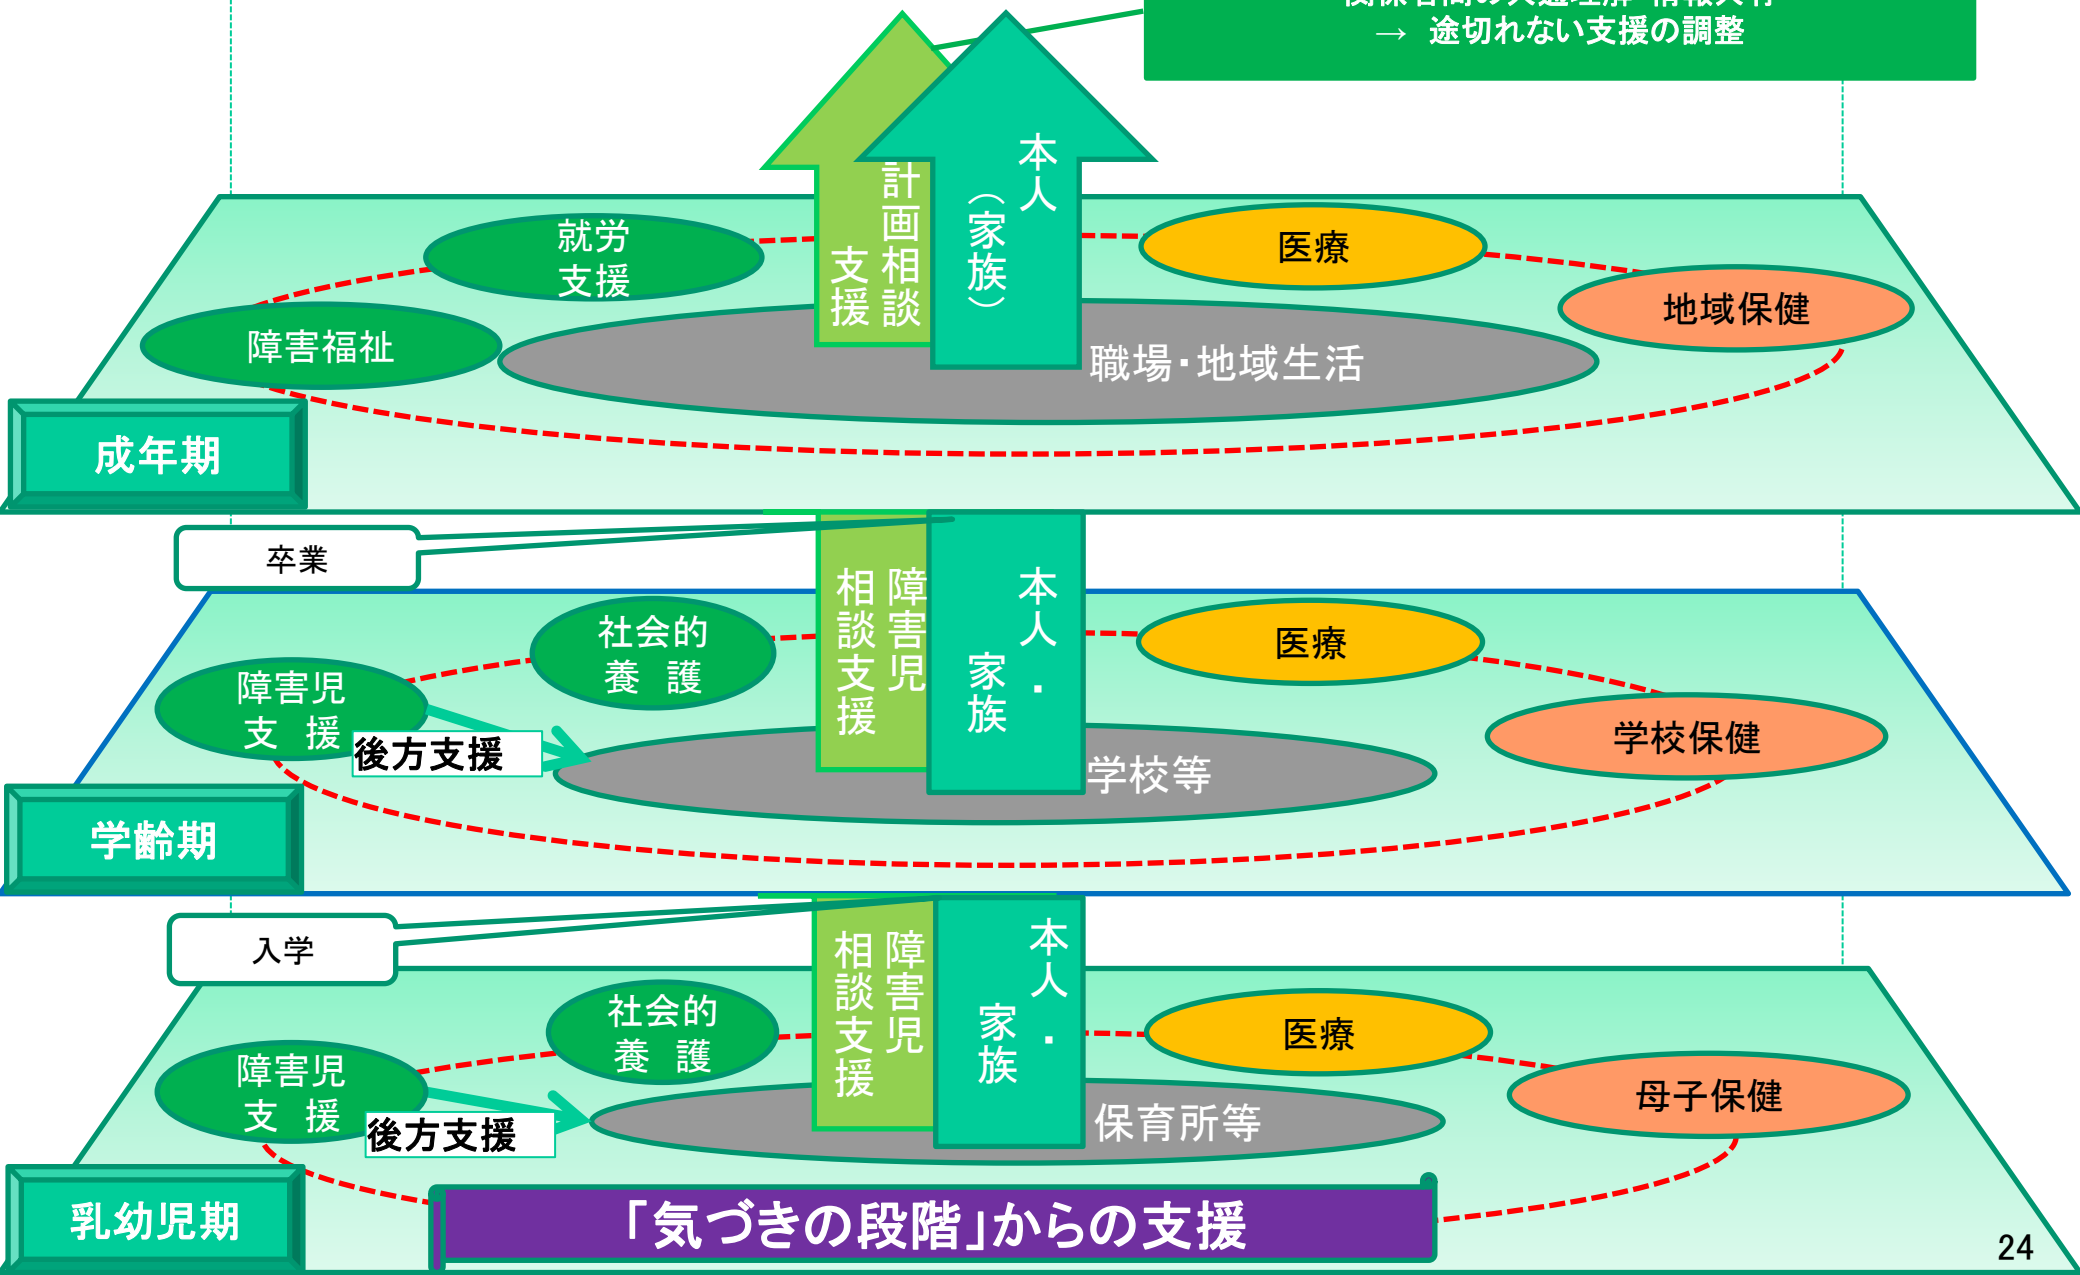 → 途切れない支援の調整
計画相談
支援
本人
（家族）
就労
支援
医療
地域保健
障害福祉
職場・地域生活
成年期
卒業
障害児
相談支援
本人・
家族
社会的
養　護
医療
障害児
支　援
後方支援
学校保健
学校等
学齢期
入学
障害児
相談支援
本人・
家族
社会的
養　護
医療
障害児
支　援
後方支援
母子保健
保育所等
乳幼児期
「気づきの段階」からの支援
24